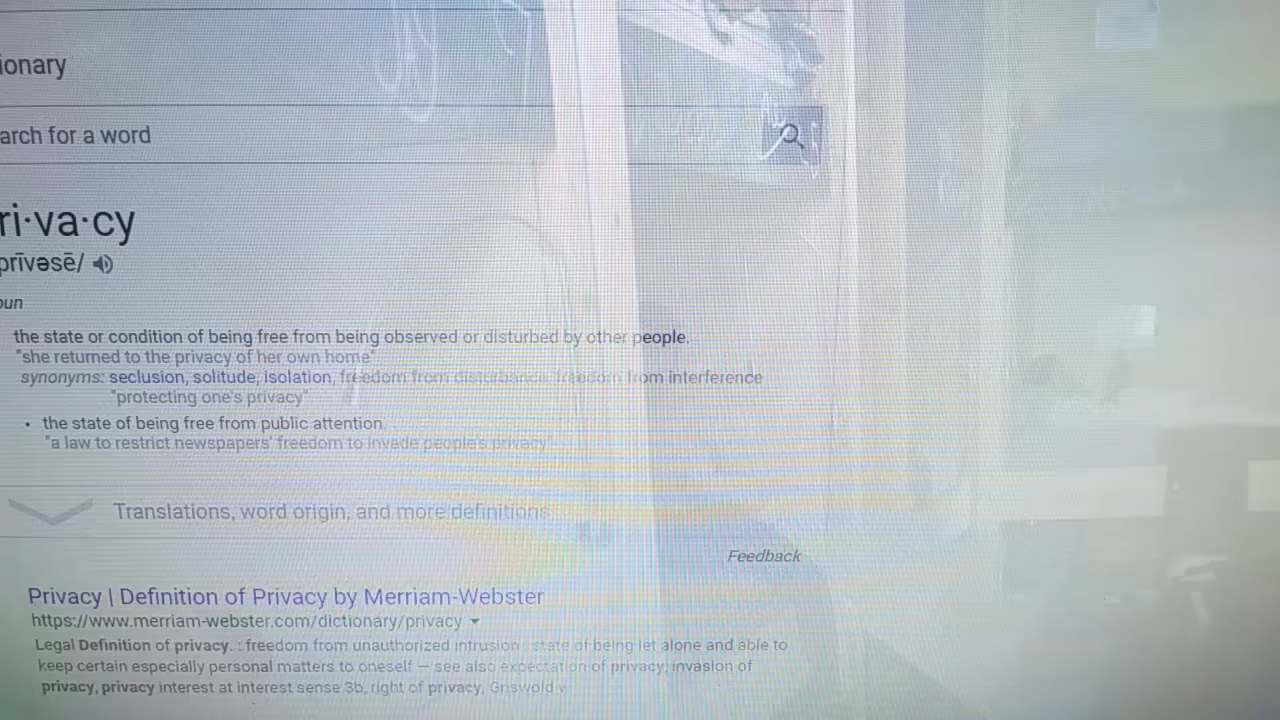 ionary
arch for a word
ri·va·cy
prīvəsē/
oun
the state or condition of being free from being observed or disturbed by other people.
"she returned to the privacy of her own home"
synonyms: seclusion, solitude, isolation, freedom from disturbance, freedom from interference
"protecting one's privacy"
• the state of being free from public attention.
"a law to restrict newspapers' freedom to invade people's privacy"
Translations, word origin, and more definitions
Feedback
Privacy | Definition of Privacy by Merriam-Webster
https://www.merriam-webster.com/dictionary/privacy
Legal Definition of privacy. : freedom from unauthorized intrusion : state of being let alone and able to
keep certain especially personal matters to oneself — see also expectation of privacy, invasion of
privacy, privacy interest at interest sense 3b, right of privacy, Griswold v